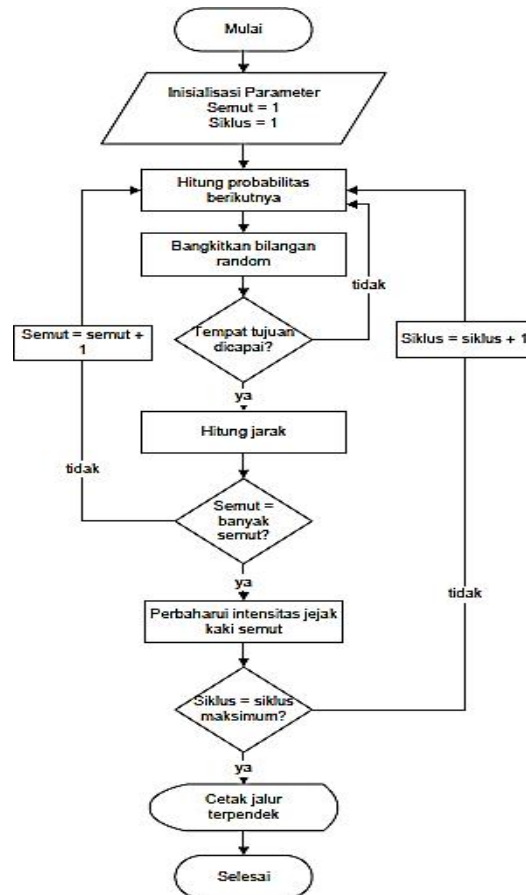 Mulai
Inisialisasi Parameter
Semut = 1
Siklus = 1
Hitung probabilitas
berikutnya
Bangkitkan bilangan
random
tidak
Semut = semut +
1
Tempat tujuan
dicapai?
Siklus = siklus + 1
ya
Hitung jarak
tidak
Semut =
banyak
semut?
ya
tidak
Perbaharui intensitas jejak
kaki semut
Siklus = siklus
maksimum?
ya
Cetak jalur
terpendek
Selesai